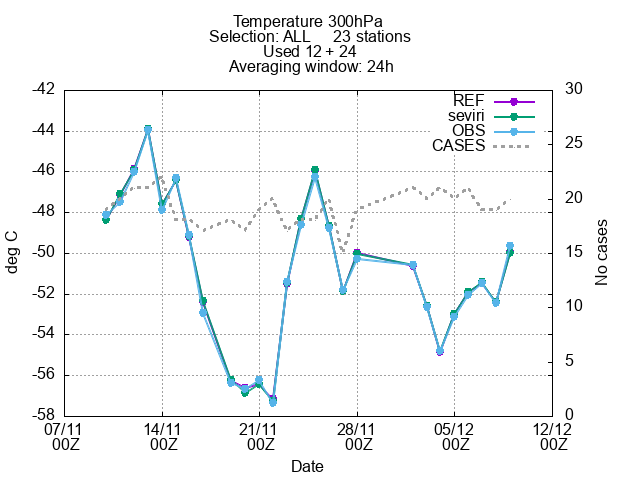 Temperature 300hPa
Selection: ALL 23 stations
Used 12 + 24
Averaging window: 24h
REF
seviri
OBS
CASES
-42
-44
-46
-48
-50
-52
-54
-56
-58
deg C
30
25
20
15
10
5
0
No cases
07/11 14/11 21/11 28/11 05/12 12/12
00Z 00Z 00Z 00Z 00Z 00Z
Date